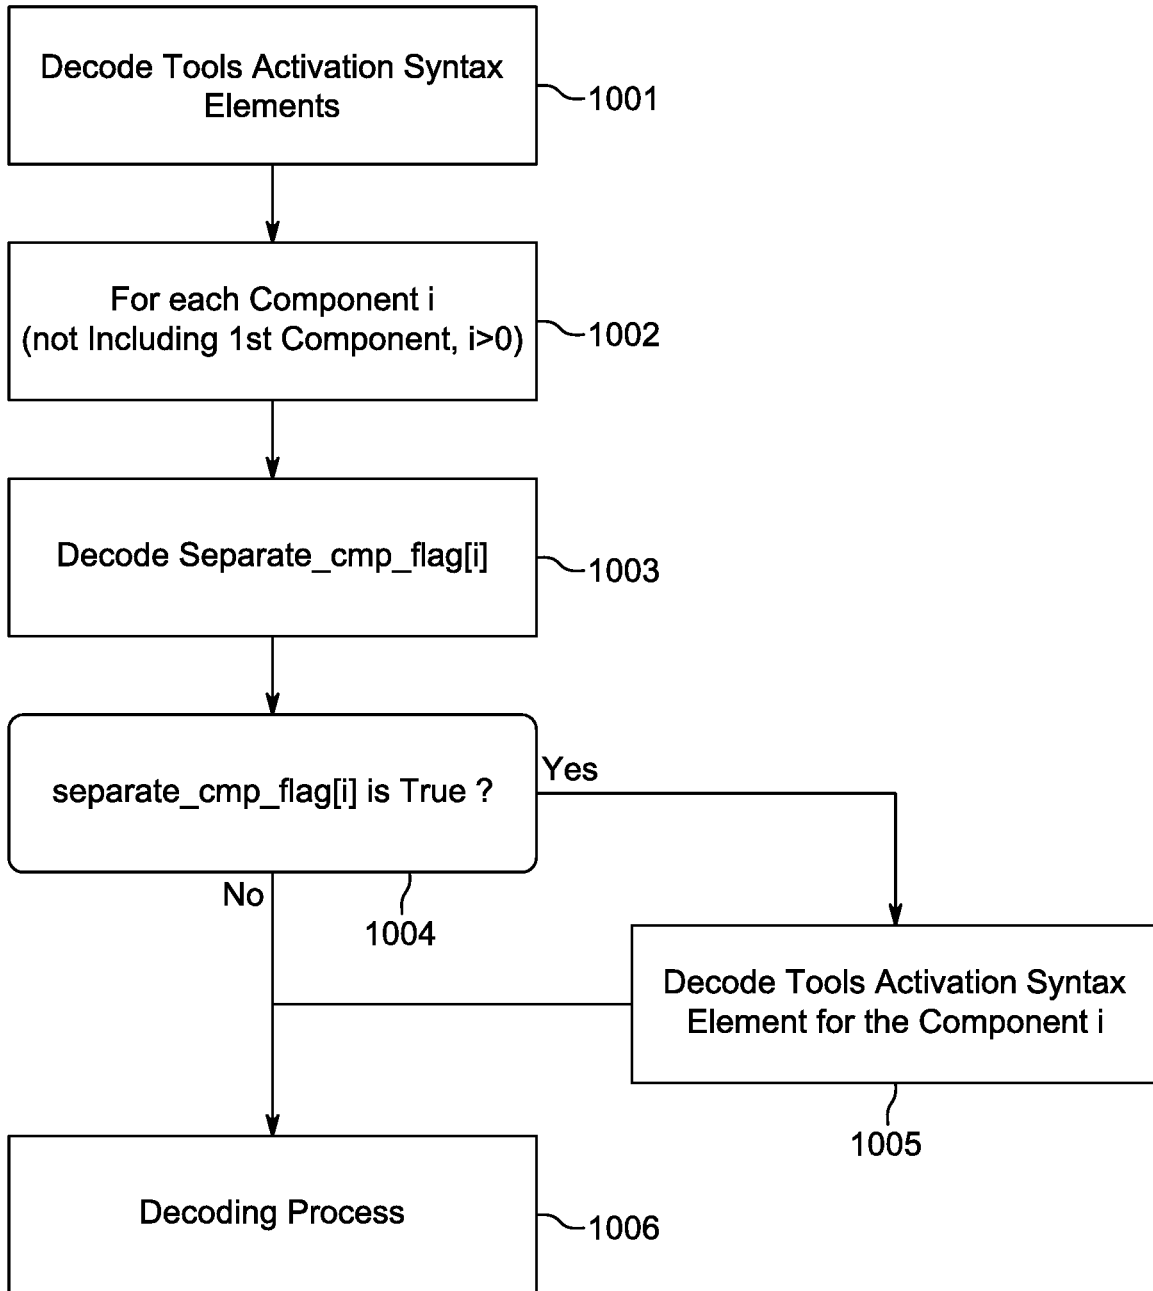 Decode Tools Activation Syntax
Elements
1001
For each Component i
(not Including 1st Component, i>0)
1002
Decode Separate_cmp_flag[i]
1003
separate_cmp_flag[i] is True ?
Yes
No
1004
Decode Tools Activation Syntax
Element for the Component i
1005
Decoding Process
1006